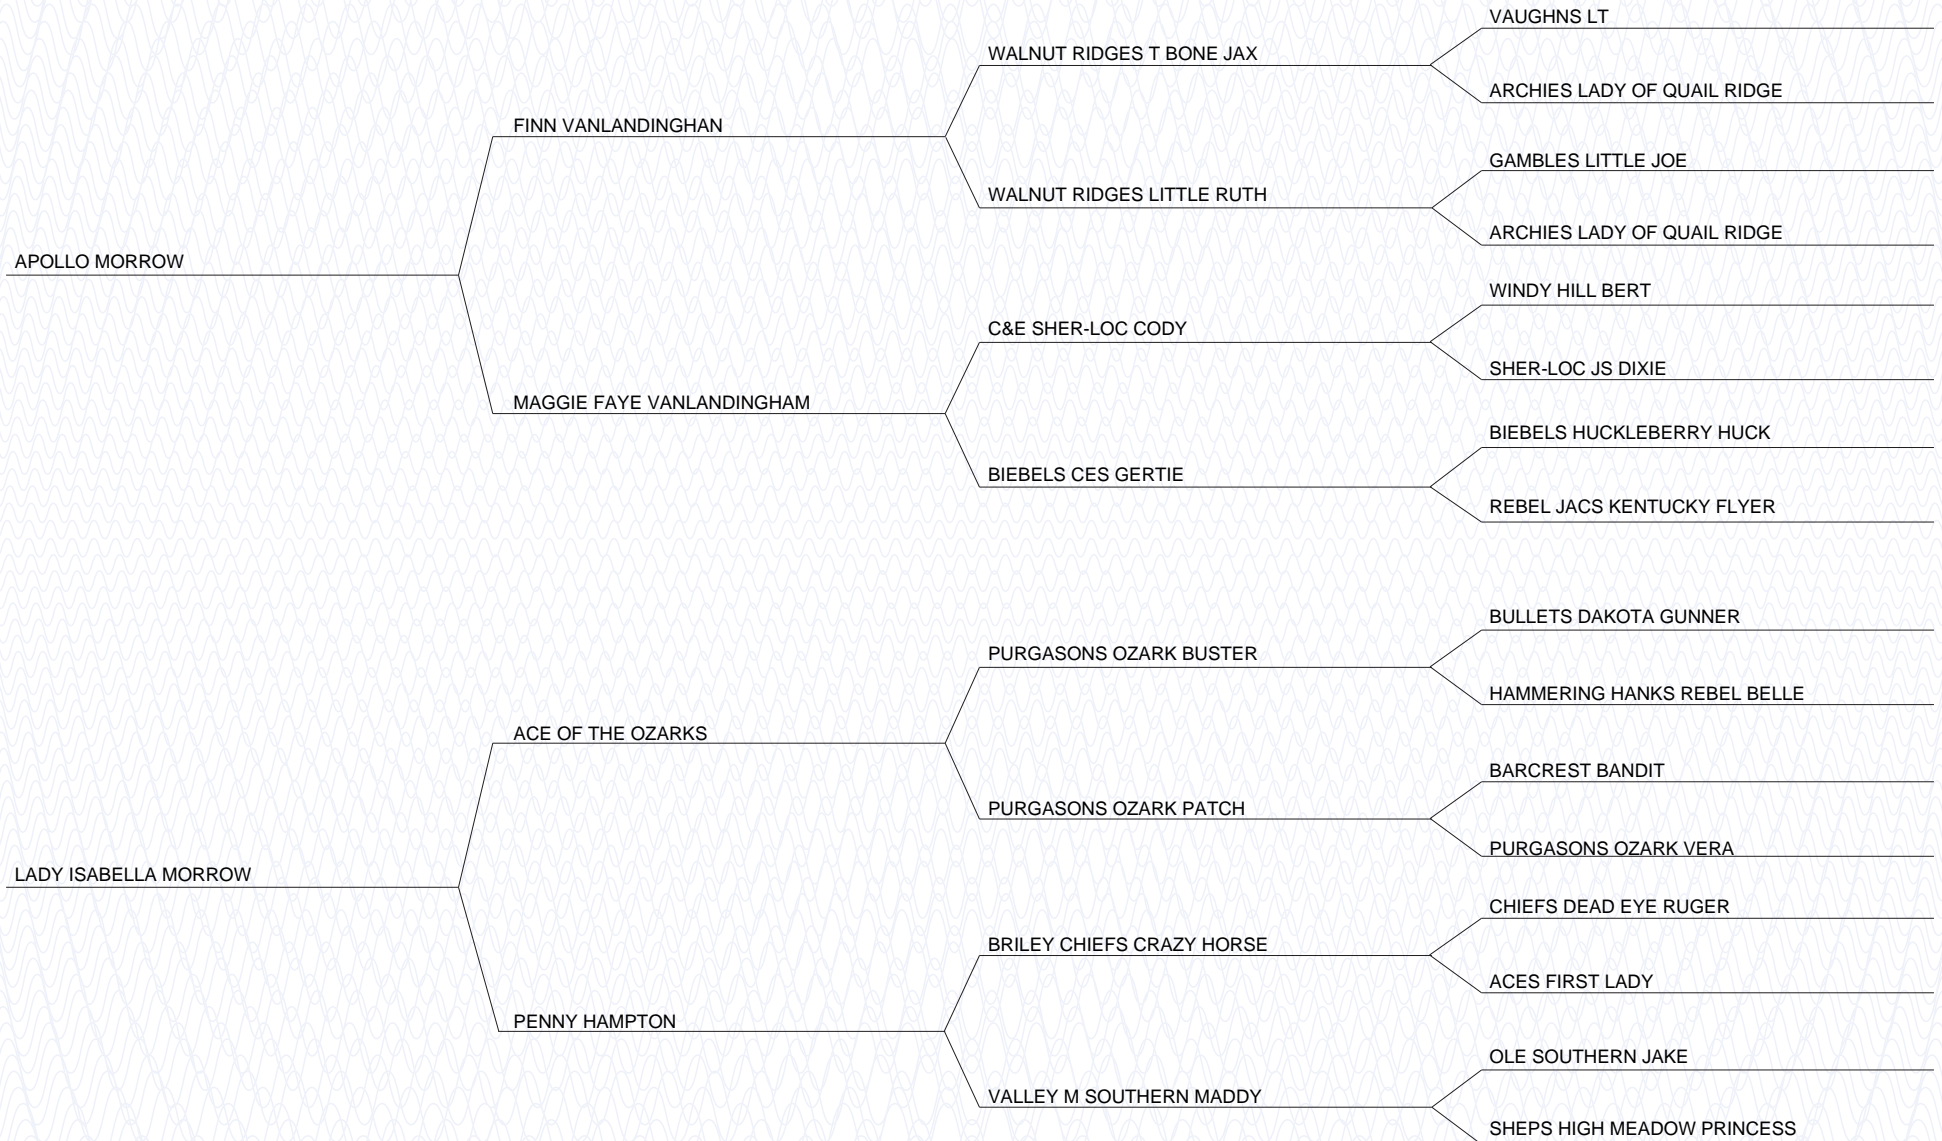 VAUGHNS LT
WALNUT RIDGES T BONE JAX
ARCHIES LADY OF QUAIL RIDGE
FINN VANLANDINGHAN
GAMBLES LITTLE JOE
WALNUT RIDGES LITTLE RUTH
ARCHIES LADY OF QUAIL RIDGE
APOLLO MORROW
WINDY HILL BERT
C&E SHER-LOC CODY
SHER-LOC JS DIXIE
MAGGIE FAYE VANLANDINGHAM
BIEBELS HUCKLEBERRY HUCK
BIEBELS CES GERTIE
REBEL JACS KENTUCKY FLYER
BULLETS DAKOTA GUNNER
PURGASONS OZARK BUSTER
HAMMERING HANKS REBEL BELLE
ACE OF THE OZARKS
BARCREST BANDIT
PURGASONS OZARK PATCH
PURGASONS OZARK VERA
LADY ISABELLA MORROW
CHIEFS DEAD EYE RUGER
BRILEY CHIEFS CRAZY HORSE
ACES FIRST LADY
PENNY HAMPTON
OLE SOUTHERN JAKE
VALLEY M SOUTHERN MADDY
SHEPS HIGH MEADOW PRINCESS